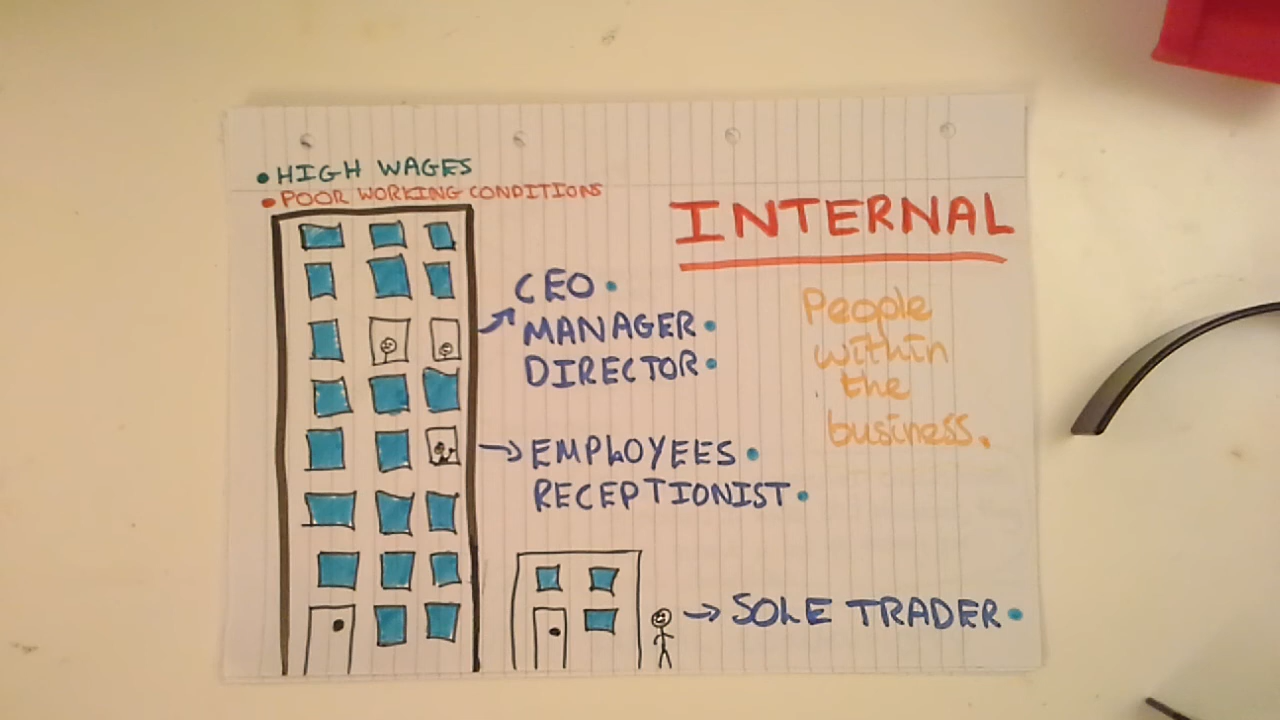 • HIGH WAGES
• POOR WORKING CONDITIONS
INTERNAL
People
within
the
business.
CEO •
MANAGER •
DIRECTOR •
EMPLOYEES •
RECEPTIONIST •
SOLE TRADER •